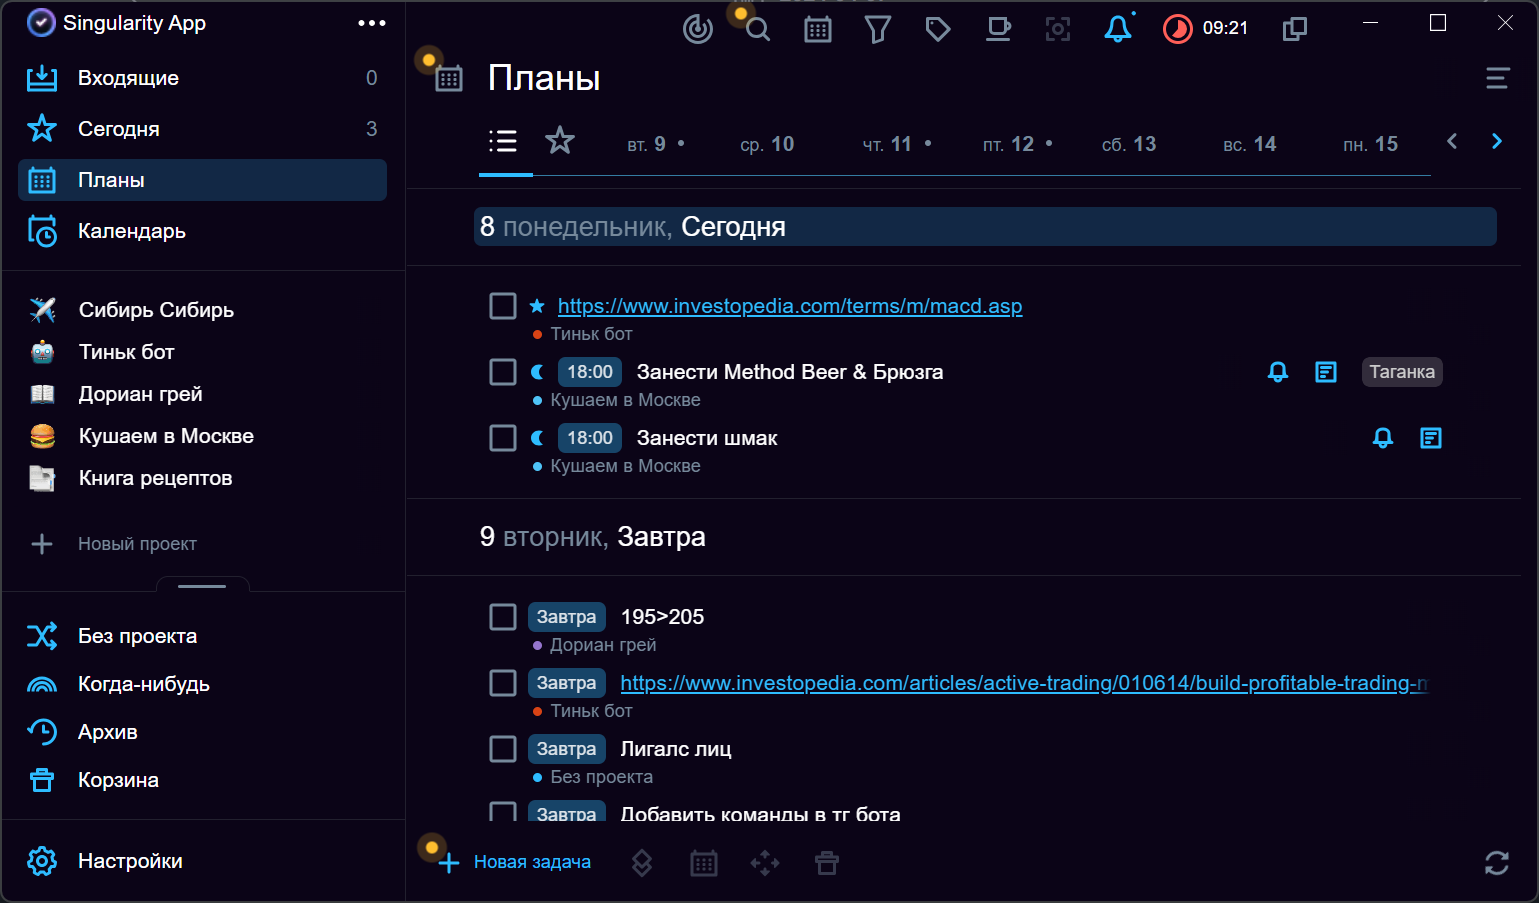 Singularity App
Входящие 0
Сегодня 3
Планы
Календарь
Сибирь Сибирь
Тиньк бот
Дориан грей
Кушаем в Москве
Книга рецептов
Новый проект
Без проекта
Когда-нибудь
Архив
Корзина
Настройки
09:21
Планы
вт. 9 • ср. 10 чт. 11 • пт. 12 • сб. 13 вс. 14 пн. 15
8 понедельник, Сегодня
https://www.investopedia.com/terms/m/macd.asp
Тиньк бот
18:00 Занести Method Beer & Брюзга Таганка
Кушаем в Москве
18:00 Занести шмак
Кушаем в Москве
9 вторник, Завтра
Завтра 195>205
Дориан грей
Завтра https://www.investopedia.com/articles/active-trading/010614/build-profitable-trading-m
Тиньк бот
Завтра Лигалс лиц
Без проекта
Завтра Добавить команды в тг бота
Новая задача